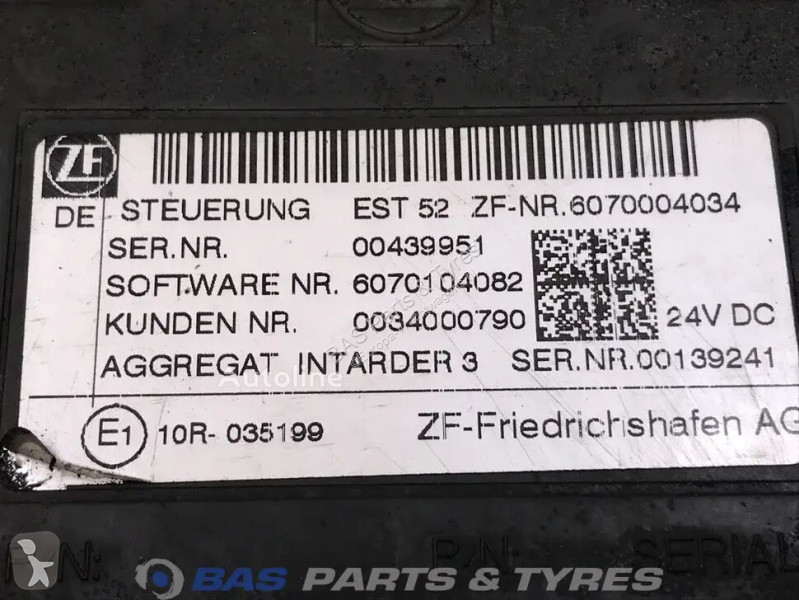 ZF
DE STEUERUNG EST 52 ZF-NR.6070004034
SER.NR. 00439951
SOFTWARE NR. 6070104082
KUNDEN NR. 0034000790 24V DC
AGGREGAT INTARDER 3 SER.NR.00139241
E1 10R- 035199 ZF-Friedrichshafen AG
P/N: SERIAL
Autoline
BAS PARTS & TYRES